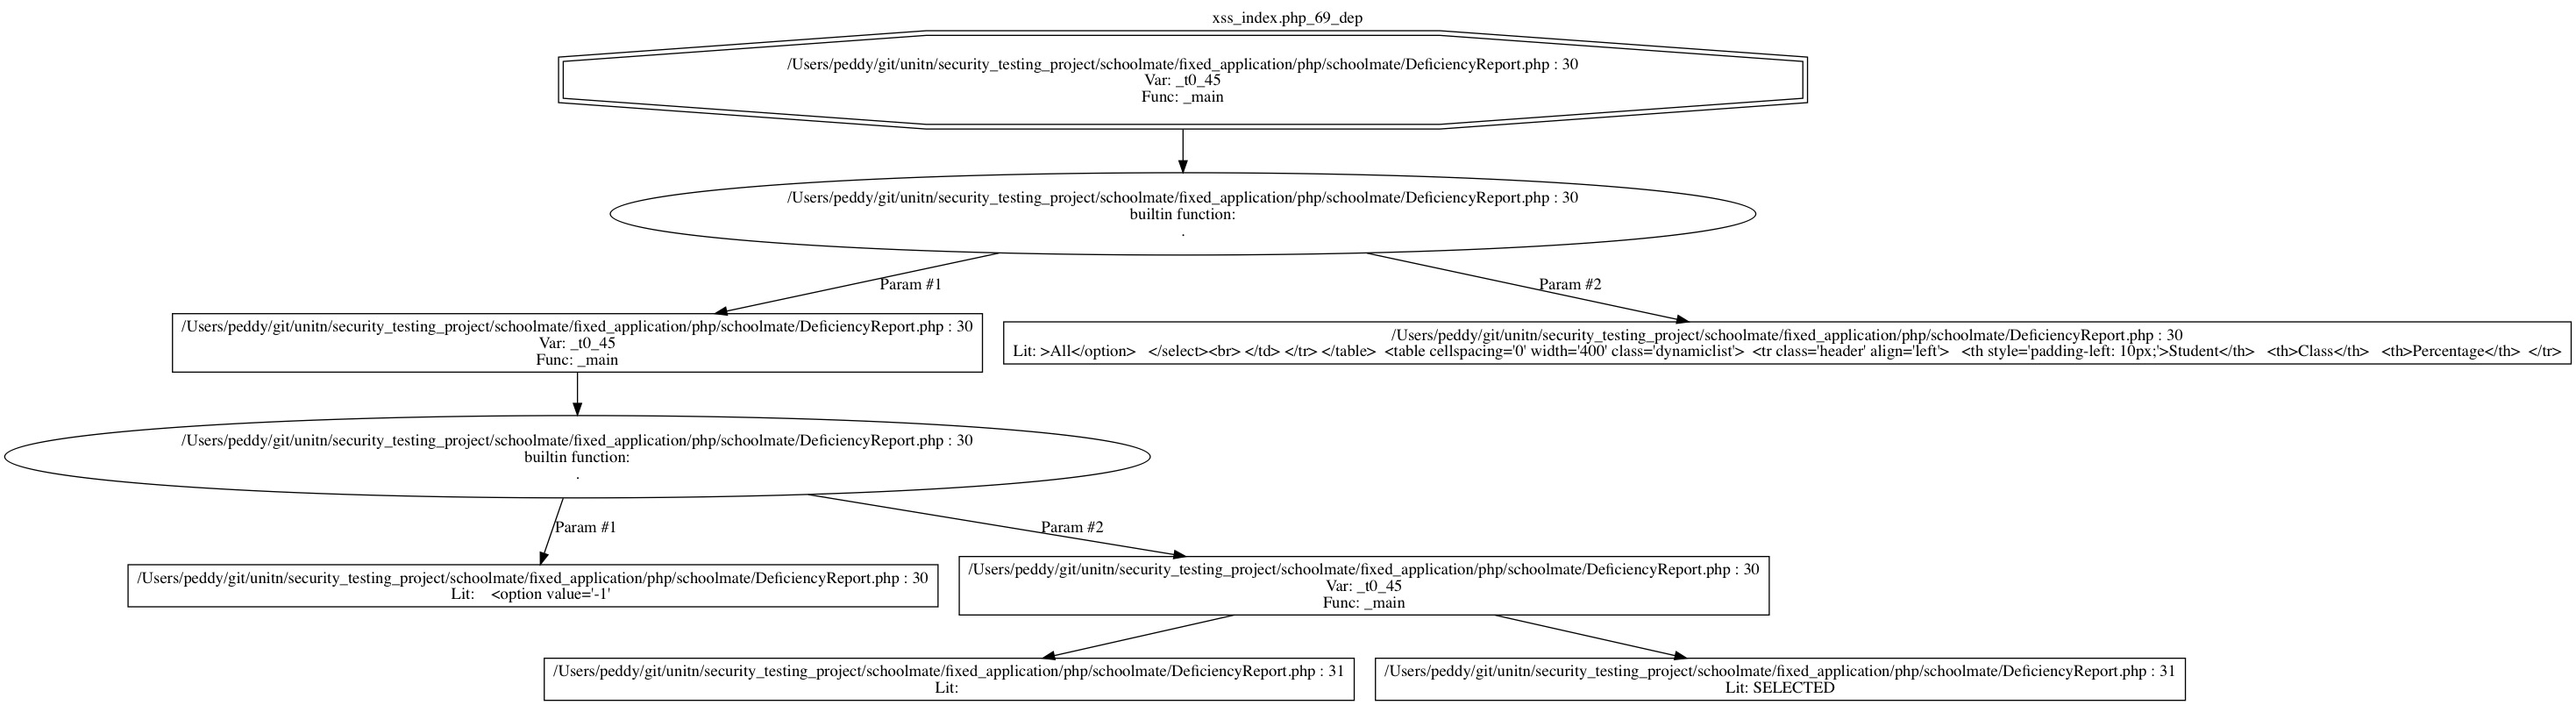 xss_index.php_69_dep
/Users/peddy/git/unitn/security_testing_project/schoolmate/fixed_application/php/schoolmate/DeficiencyReport.php : 30
Var: _t0_45
Func: _main
/Users/peddy/git/unitn/security_testing_project/schoolmate/fixed_application/php/schoolmate/DeficiencyReport.php : 30
builtin function:
.
Param #1
Param #2
/Users/peddy/git/unitn/security_testing_project/schoolmate/fixed_application/php/schoolmate/DeficiencyReport.php : 30
Var: _t0_45
Func: _main
/Users/peddy/git/unitn/security_testing_project/schoolmate/fixed_application/php/schoolmate/DeficiencyReport.php : 30
Lit: >All</option>   </select><br> </td> </tr> </table>  <table cellspacing='0' width='400' class='dynamiclist'>  <tr class='header' align='left'>   <th style='padding-left: 10px;'>Student</th>   <th>Class</th>   <th>Percentage</th>  </tr>
/Users/peddy/git/unitn/security_testing_project/schoolmate/fixed_application/php/schoolmate/DeficiencyReport.php : 30
builtin function:
.
Param #1
Param #2
/Users/peddy/git/unitn/security_testing_project/schoolmate/fixed_application/php/schoolmate/DeficiencyReport.php : 30
Lit:    <option value='-1'
/Users/peddy/git/unitn/security_testing_project/schoolmate/fixed_application/php/schoolmate/DeficiencyReport.php : 30
Var: _t0_45
Func: _main
/Users/peddy/git/unitn/security_testing_project/schoolmate/fixed_application/php/schoolmate/DeficiencyReport.php : 31
Lit:
/Users/peddy/git/unitn/security_testing_project/schoolmate/fixed_application/php/schoolmate/DeficiencyReport.php : 31
Lit: SELECTED